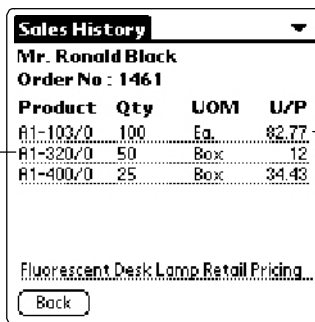 Sales History
Mr. Ronald Black
Order No : 1461
Product Qty UOM U/P
A1-103/0 100 Ea. 82.77
A1-320/0 50 Box 12
A1-400/0 25 Box 34.43
Fluorescent Desk Lamp Retail Pricing
Back